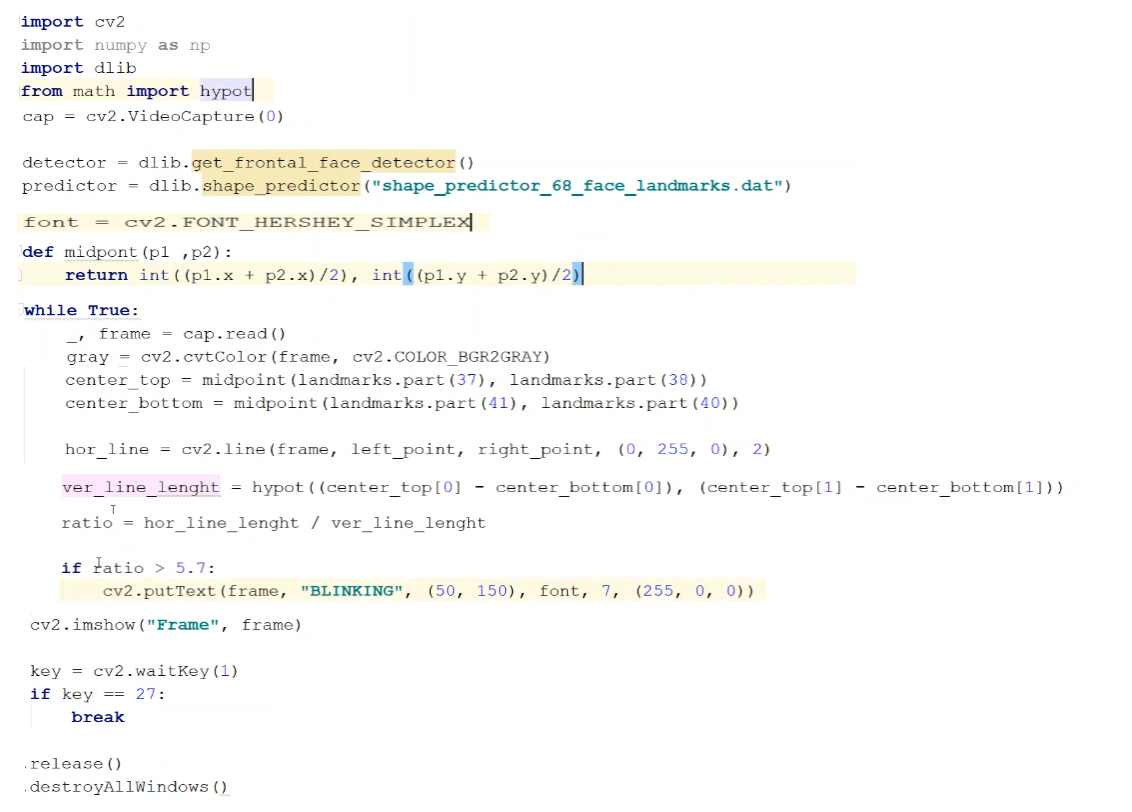 import cv2
import numpy as np
import dlib
from math import hypot
cap = cv2.VideoCapture(0)
detector = dlib.get_frontal_face_detector()
predictor = dlib.shape_predictor("shape_predictor_68_face_landmarks.dat")
font = cv2.FONT_HERSHEY_SIMPLEX
def midpont(p1 ,p2):
    return int((p1.x + p2.x)/2), int((p1.y + p2.y)/2)
while True:
    _, frame = cap.read()
    gray = cv2.cvtColor(frame, cv2.COLOR_BGR2GRAY)
    center_top = midpoint(landmarks.part(37), landmarks.part(38))
    center_bottom = midpoint(landmarks.part(41), landmarks.part(40))
    hor_line = cv2.line(frame, left_point, right_point, (0, 255, 0), 2)
    ver_line_lenght = hypot((center_top[0] - center_bottom[0]), (center_top[1] - center_bottom[1]))
    ratio = hor_line_lenght / ver_line_lenght
    if ratio > 5.7:
        cv2.putText(frame, "BLINKING", (50, 150), font, 7, (255, 0, 0))
cv2.imshow("Frame", frame)
key = cv2.waitKey(1)
if key == 27:
    break
.release()
.destroyAllWindows()